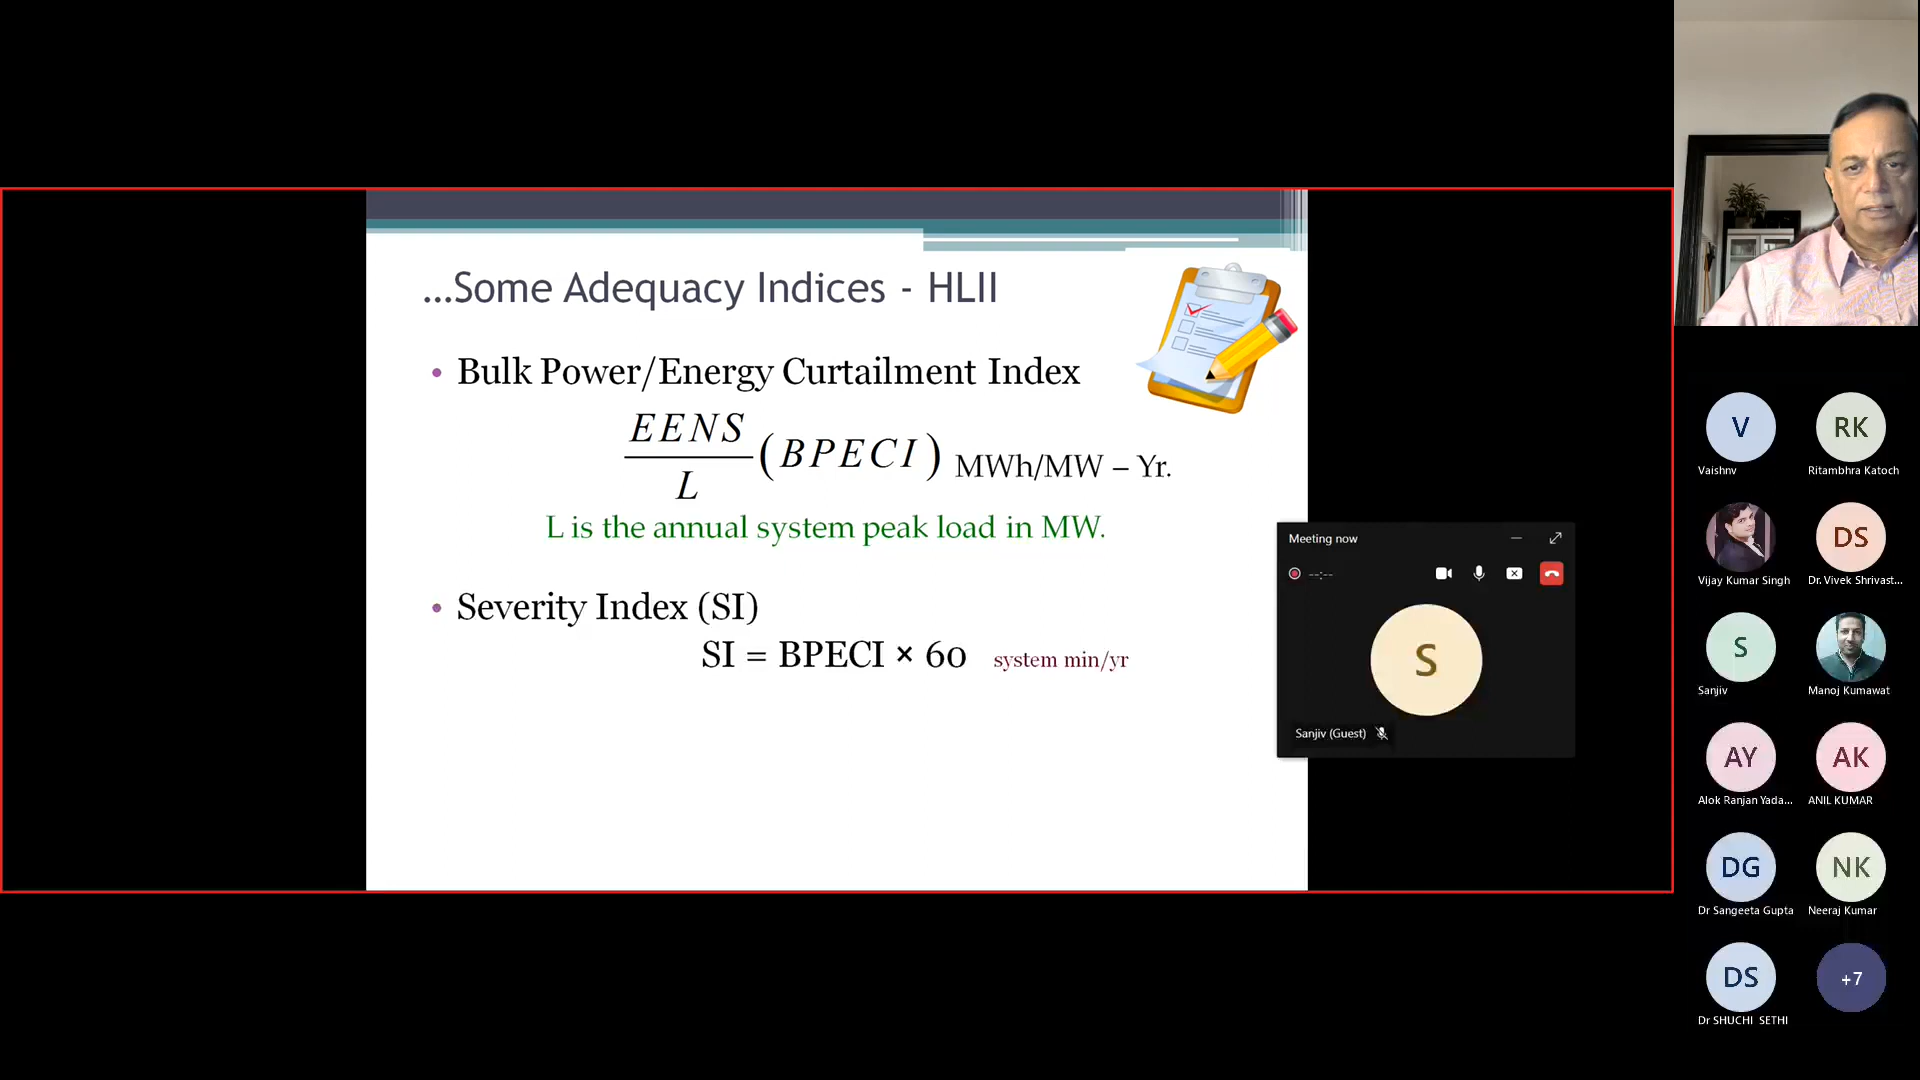 ...Some Adequacy Indices - HLII
• Bulk Power/Energy Curtailment Index
EENS
L
(BPECI) MWh/MW – Yr.
L is the annual system peak load in MW.
• Severity Index (SI)
SI = BPECI × 60 system min/yr
Meeting now
--:--
S
Sanjiv (Guest)
V
Vaishnv
RK
Ritambhra Katoch
Vijay Kumar Singh
DS
Dr. Vivek Shrivast...
S
Sanjiv
Manoj Kumawat
AY
Alok Ranjan Yada...
AK
ANIL KUMAR
DG
Dr Sangeeta Gupta
NK
Neeraj Kumar
DS
Dr SHUCHI SETHI
+7